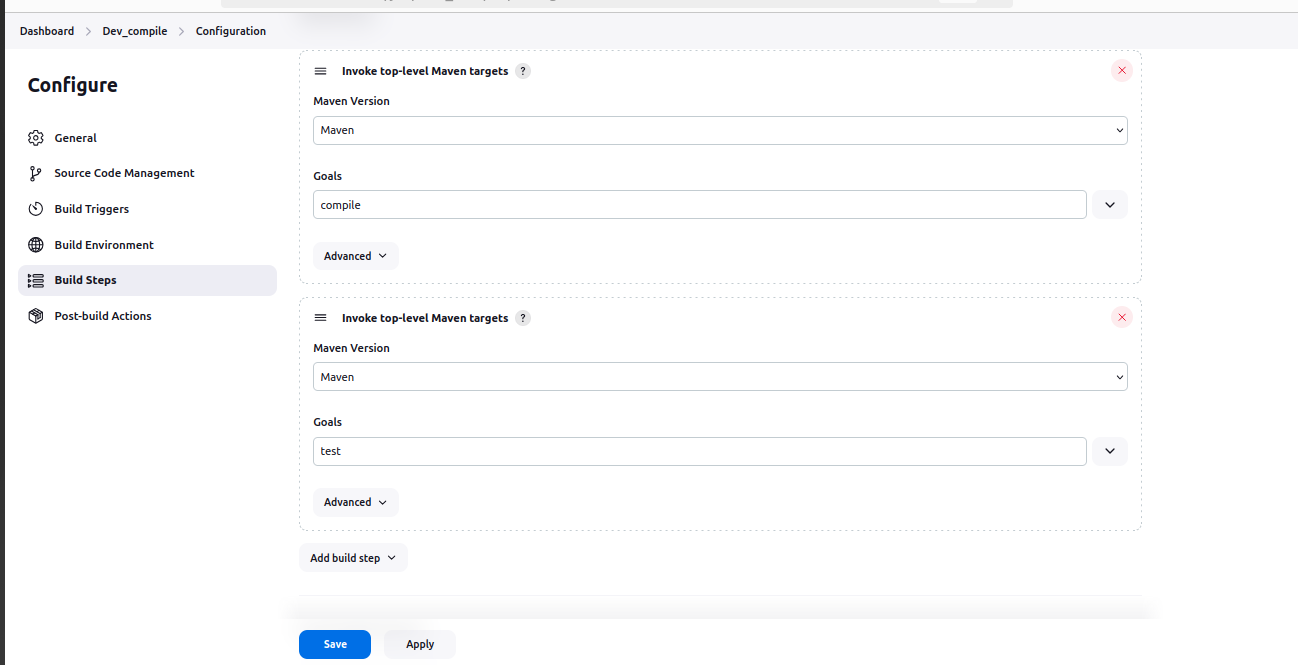 Dashboard > Dev_compile > Configuration
Configure
General
Source Code Management
Build Triggers
Build Environment
Build Steps
Post-build Actions
Invoke top-level Maven targets ?
Maven Version
Maven
Goals
compile
Advanced
Invoke top-level Maven targets ?
Maven Version
Maven
Goals
test
Advanced
Add build step
Save
Apply